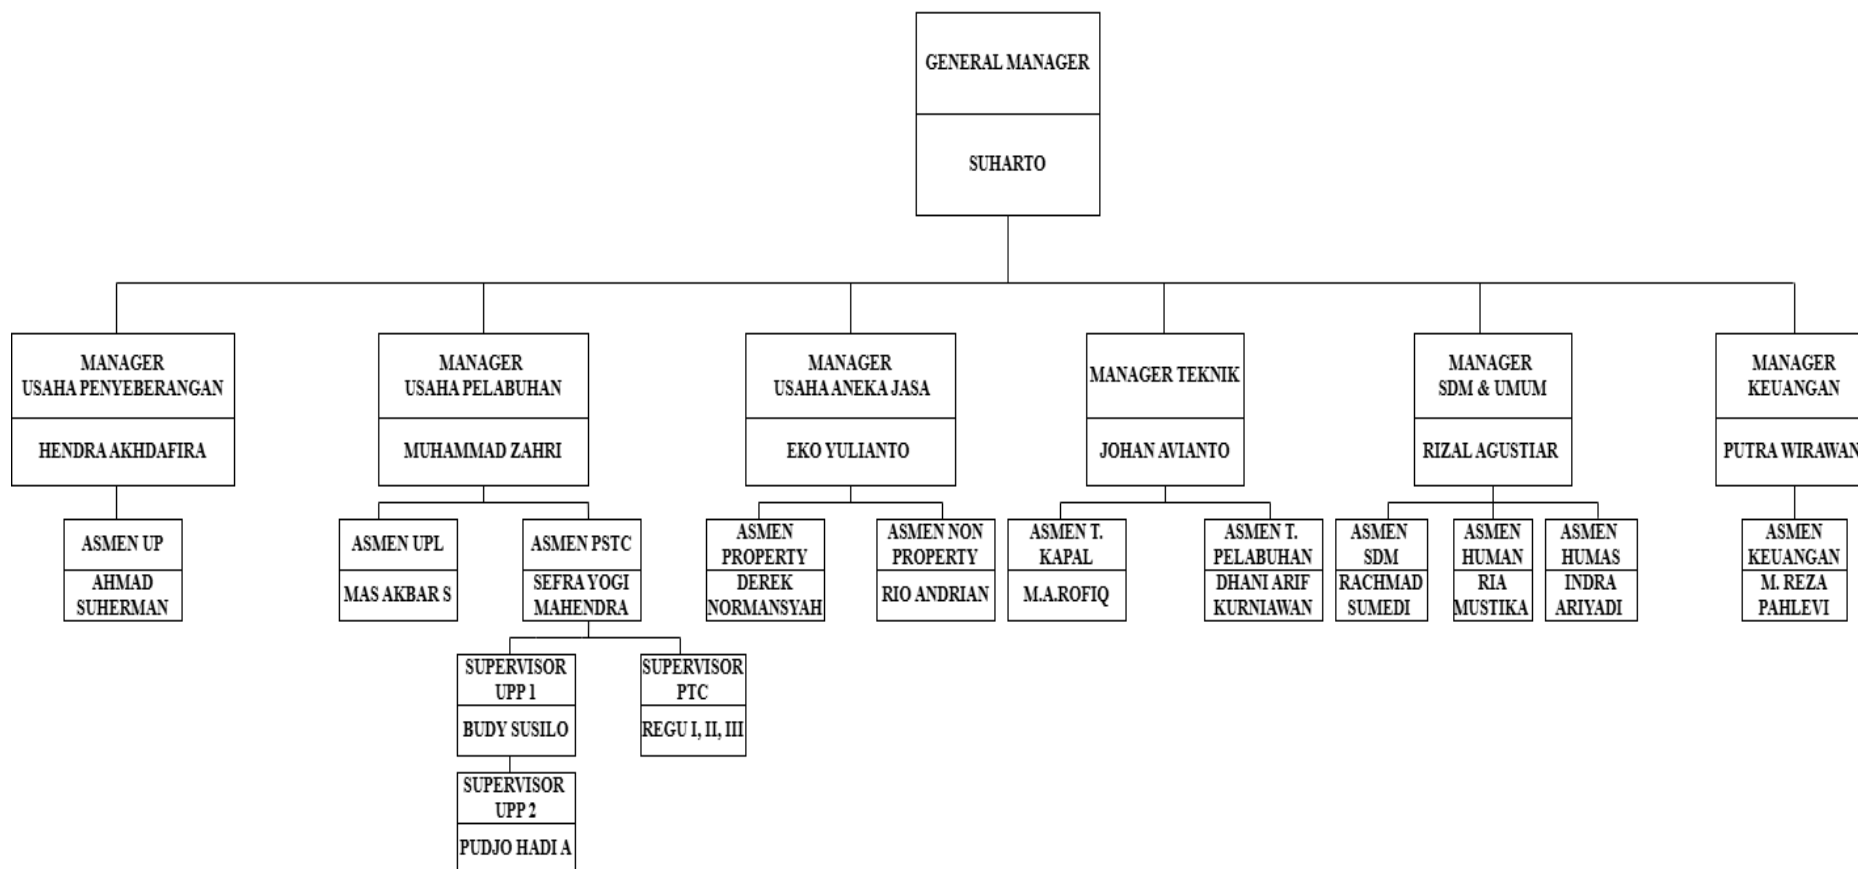 GENERAL MANAGER
SUHARTO
MANAGER
USAHA PENYEBERANGAN
HENDRA AKHDAFIRA
MANAGER
USAHA PELABUHAN
MUHAMMAD ZAHRI
MANAGER
USAHA ANEKA JASA
EKO YULIANTO
MANAGER TEKNIK
JOHAN AVIANTO
MANAGER
SDM & UMUM
RIZAL AGUSTIAR
MANAGER
KEUANGAN
PUTRA WIRAWAN
ASMEN UP
AHMAD
SUHERMAN
ASMEN UPL
MAS AKBAR S
ASMEN PSTC
SEFRA YOGI
MAHENDRA
ASMEN
PROPERTY
DEREK
NORMANSYAH
ASMEN NON
PROPERTY
RIO ANDRIAN
ASMEN T.
KAPAL
M.A.ROFIQ
ASMEN T.
PELABUHAN
DHANI ARIF
KURNIAWAN
ASMEN
SDM
RACHMAD
SUMEDI
ASMEN
HUMAN
RIA
MUSTIKA
ASMEN
HUMAS
INDRA
ARIYADI
ASMEN
KEUANGAN
M. REZA
PAHLEVI
SUPERVISOR
UPP 1
BUDY SUSILO
SUPERVISOR
PTC
REGU I, II, III
SUPERVISOR
UPP 2
PUDJO HADI A